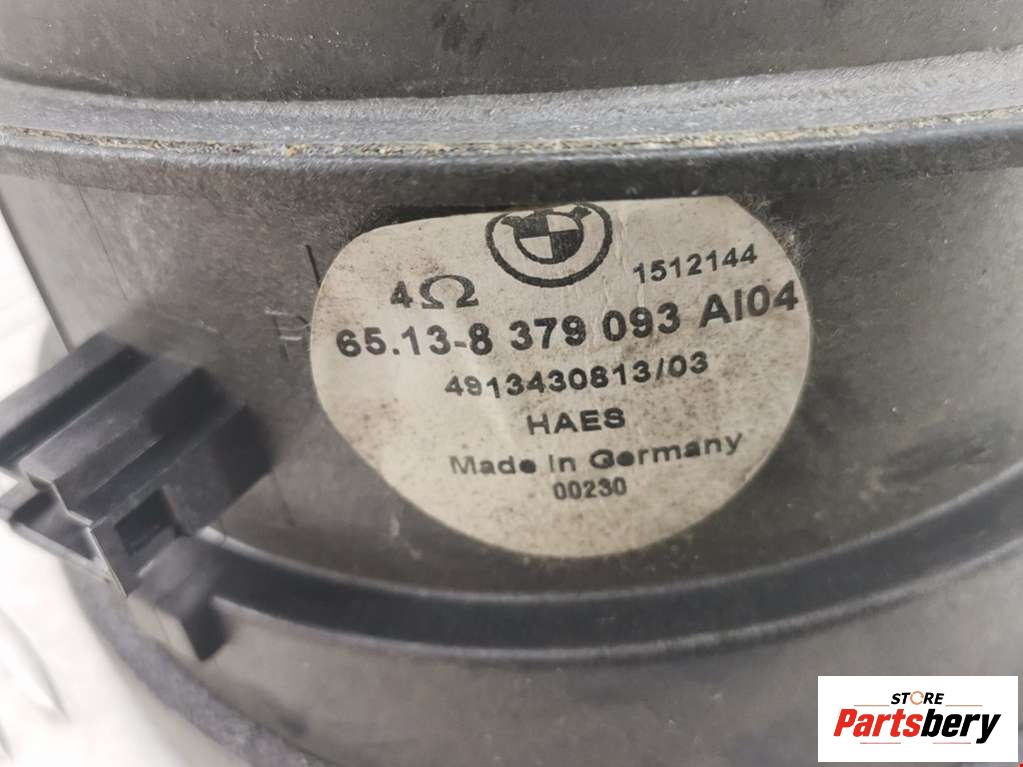 4Ω
1512144
65.13-8 379 093 AI04
4913430813/03
HAES
Made In Germany
00230
STORE
Partsbery